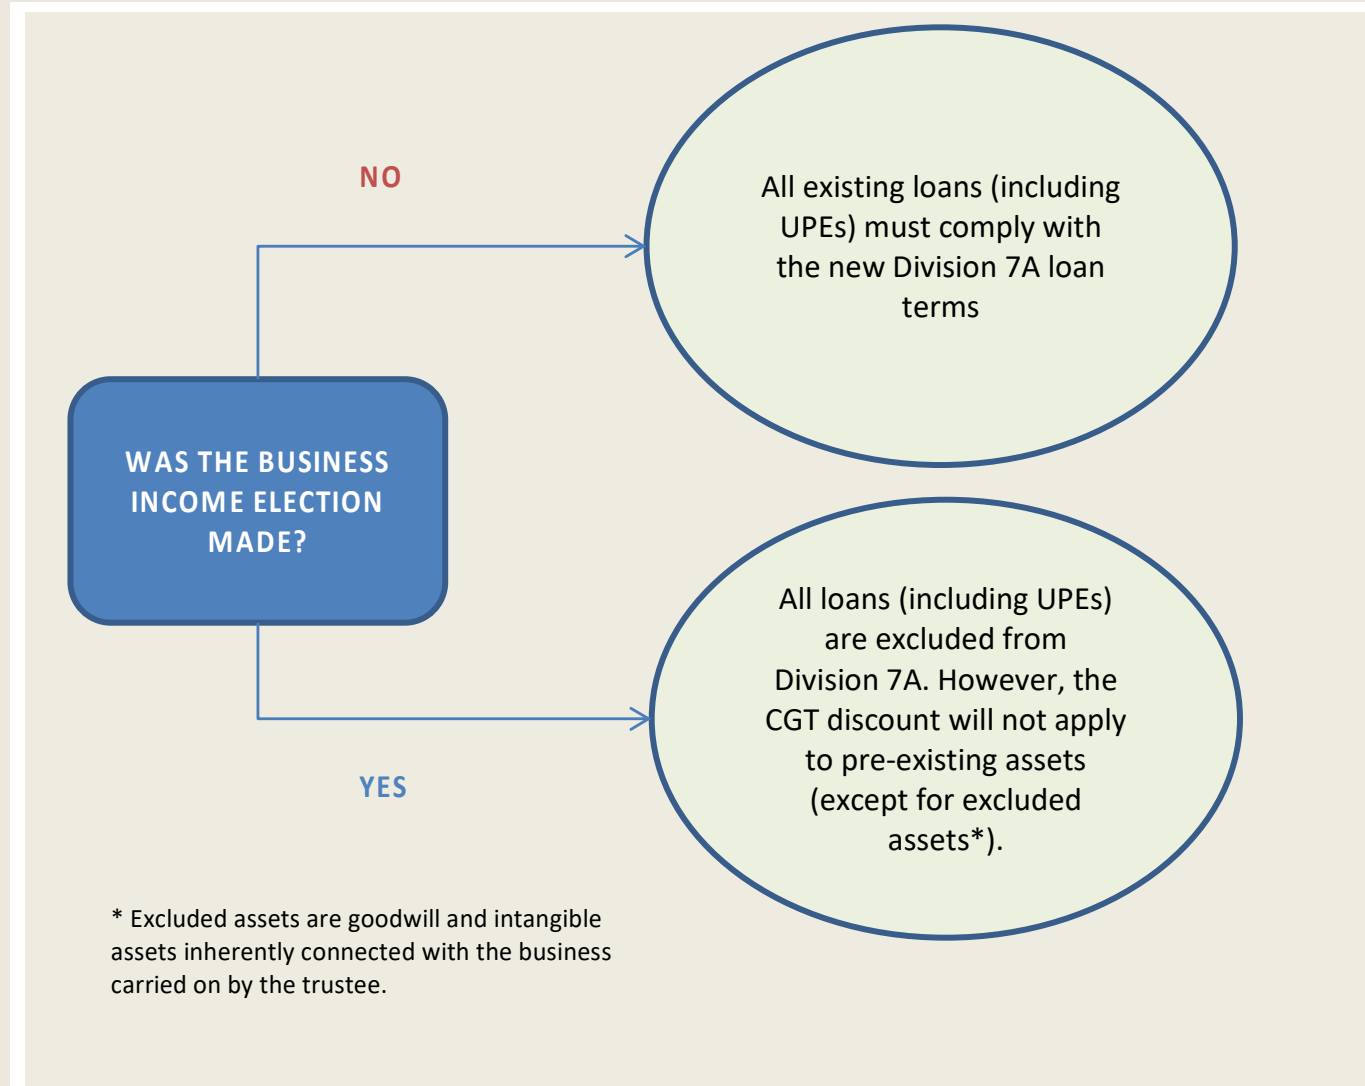 NO
All existing loans (including
UPEs) must comply with
the new Division 7A loan
terms
WAS THE BUSINESS
INCOME ELECTION
MADE?
All loans (including UPEs)
are excluded from
Division 7A. However, the
CGT discount will not apply
to pre-existing assets
(except for excluded
assets*).
YES
* Excluded assets are goodwill and intangible
assets inherently connected with the business
carried on by the trustee.